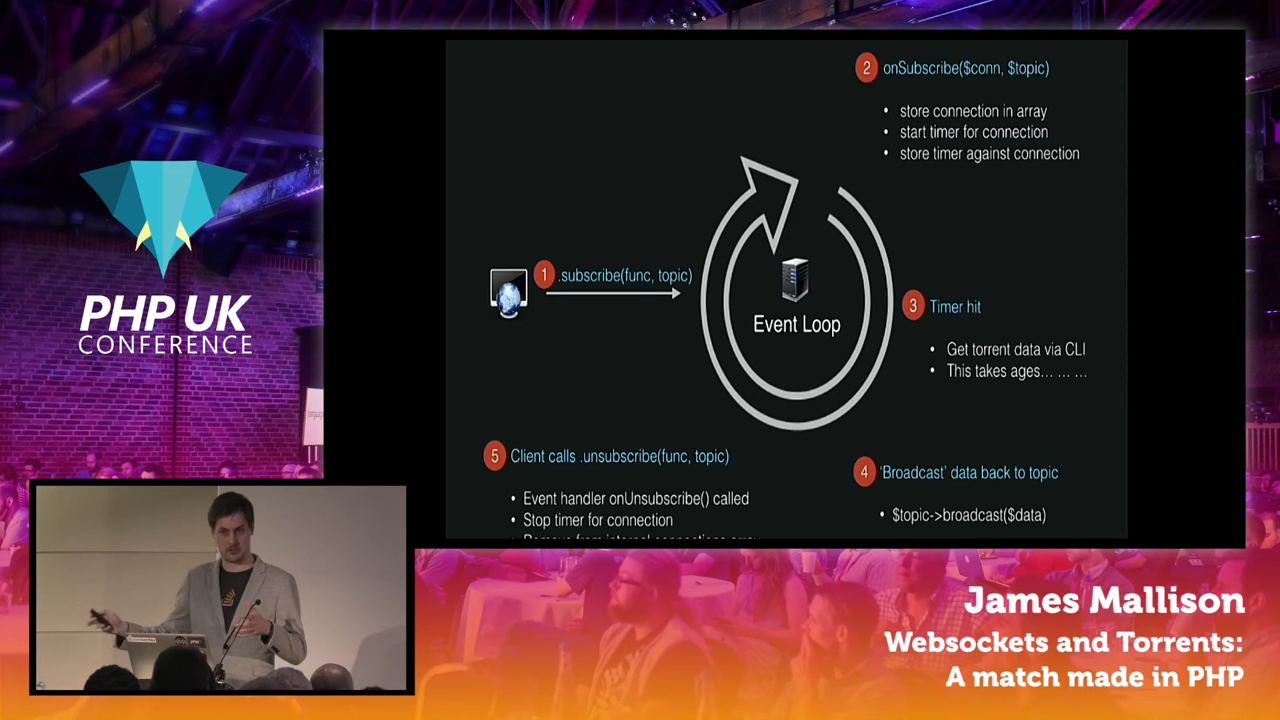 PHP UK
CONFERENCE
2 onSubscribe($conn, $topic)
• store connection in array
• start timer for connection
• store timer against connection
1 .subscribe(func, topic)
Event Loop
3 Timer hit
• Get torrent data via CLI
• This takes ages... ... ...
5 Client calls .unsubscribe(func, topic)
• Event handler onUnsubscribe() called
• Stop timer for connection
4 'Broadcast' data back to topic
• $topic->broadcast($data)
James Mallison
Websockets and Torrents:
A match made in PHP